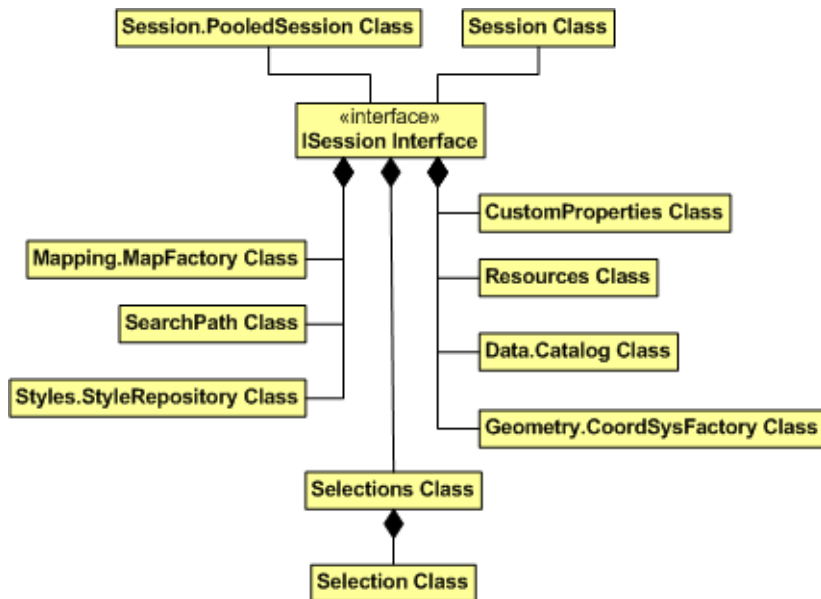 Session.PooledSession Class
Session Class
«interface»
ISession Interface
CustomProperties Class
Mapping.MapFactory Class
Resources Class
SearchPath Class
Data.Catalog Class
Styles.StyleRepository Class
Geometry.CoordSysFactory Class
Selections Class
Selection Class